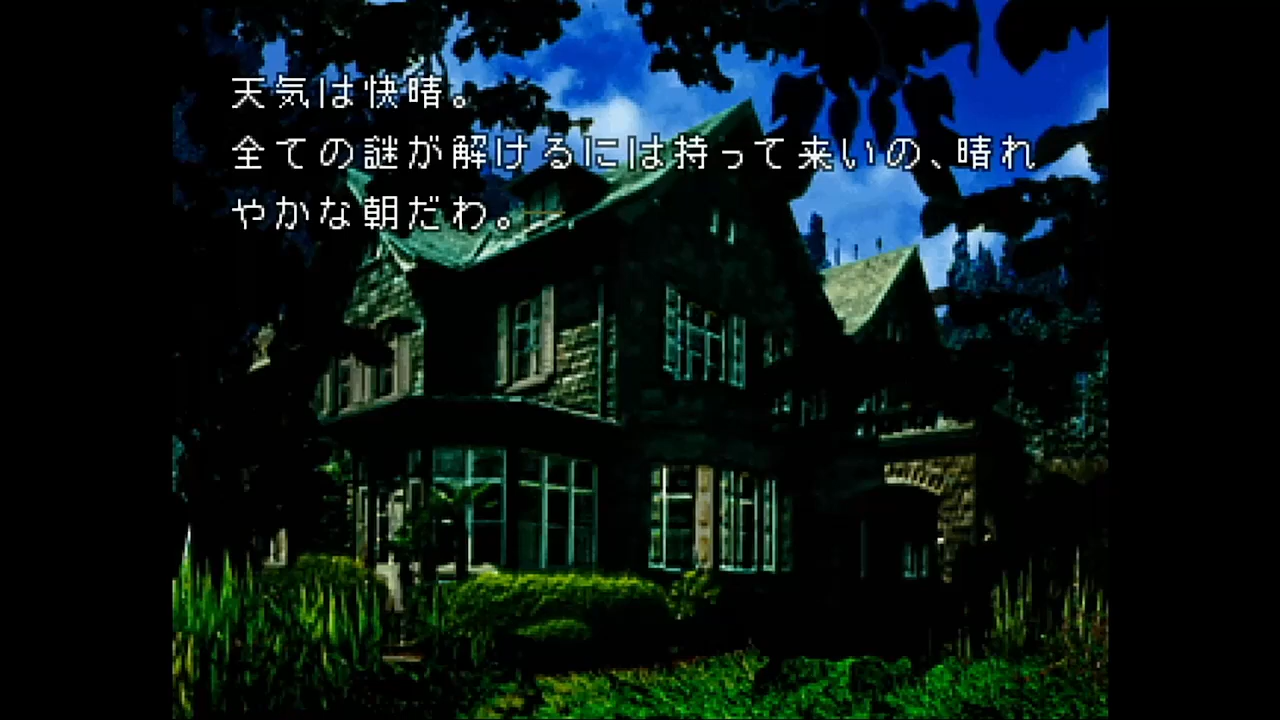 天気は快晴。
全ての謎が解けるには持って来いの、晴れ
やかな朝だわ。